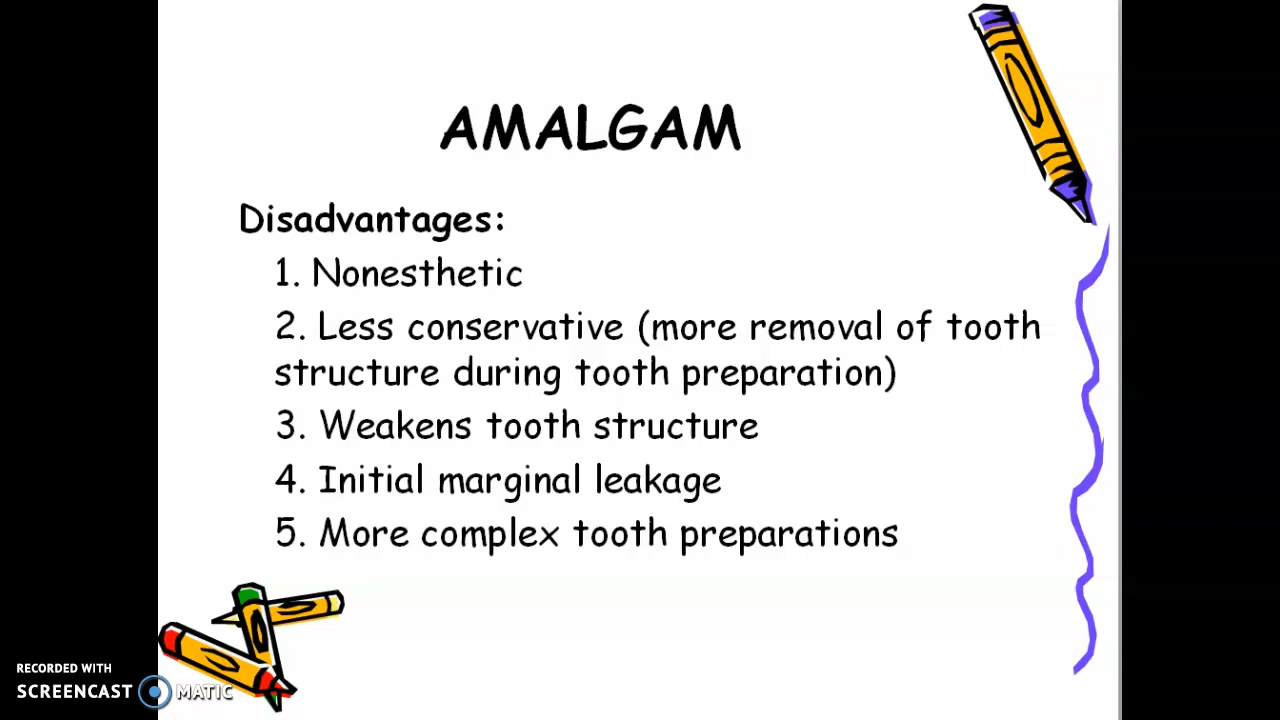 AMALGAM
Disadvantages:
1. Nonesthetic
2. Less conservative (more removal of tooth
structure during tooth preparation)
3. Weakens tooth structure
4. Initial marginal leakage
5. More complex tooth preparations
RECORDED WITH
SCREENCAST MATIC